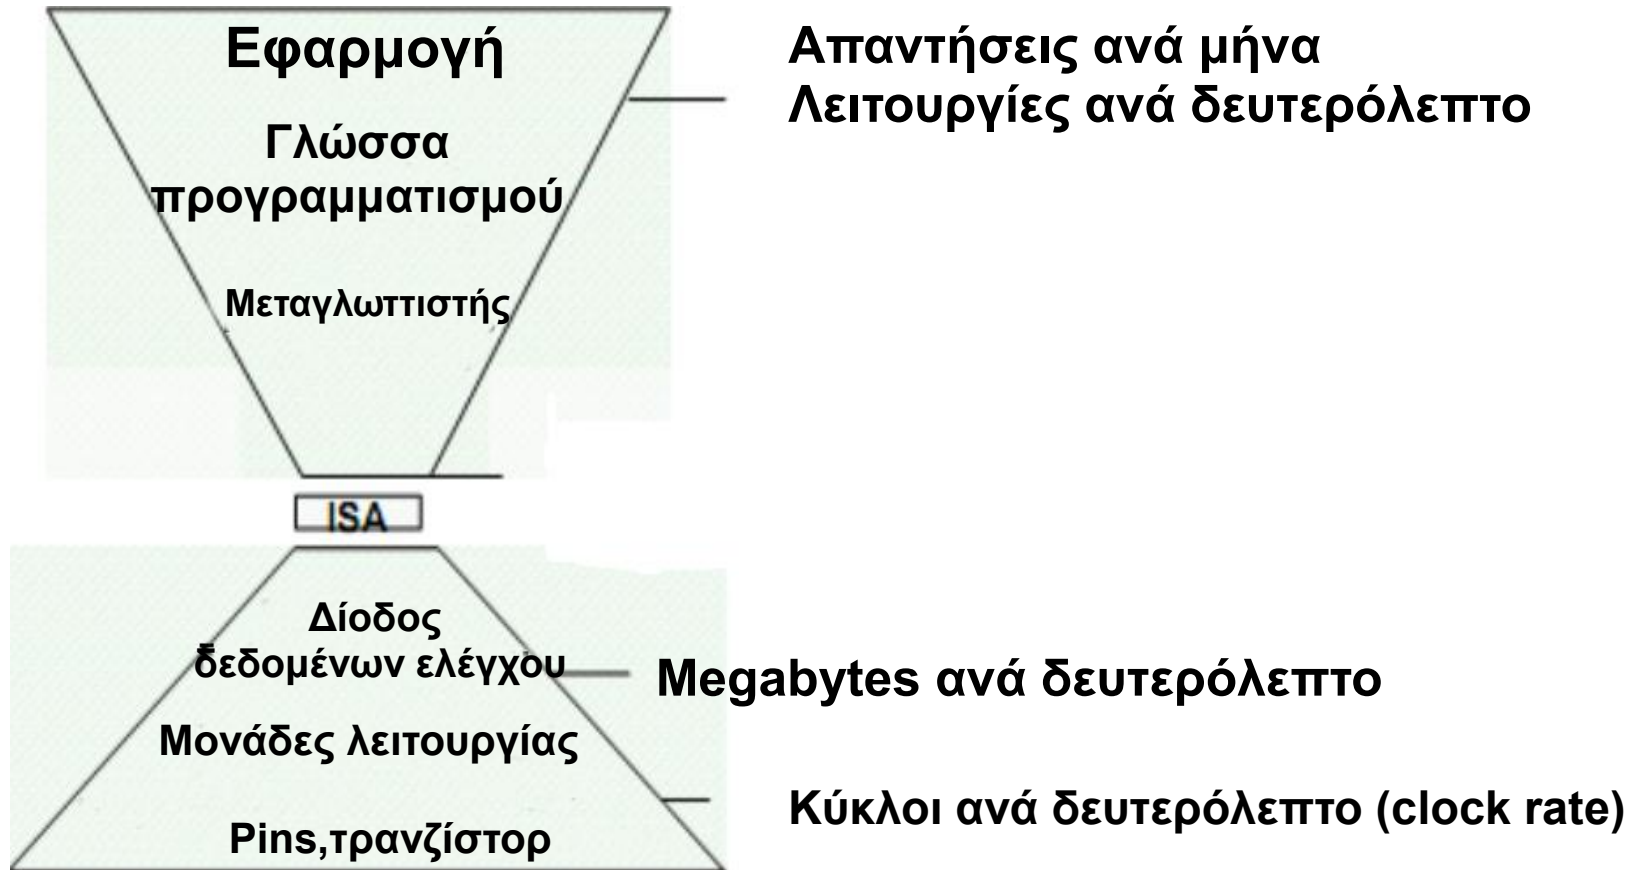 Εφαρμογή
Απαντήσεις ανά μήνα
Λειτουργίες ανά δευτερόλεπτο
Γλώσσα
προγραμματισμού
Μεταγλωττιστής
ISA
Δίοδος
δεδομένων ελέγχου
Megabytes ανά δευτερόλεπτο
Μονάδες λειτουργίας
Κύκλοι ανά δευτερόλεπτο (clock rate)
Pins,τρανζίστορ